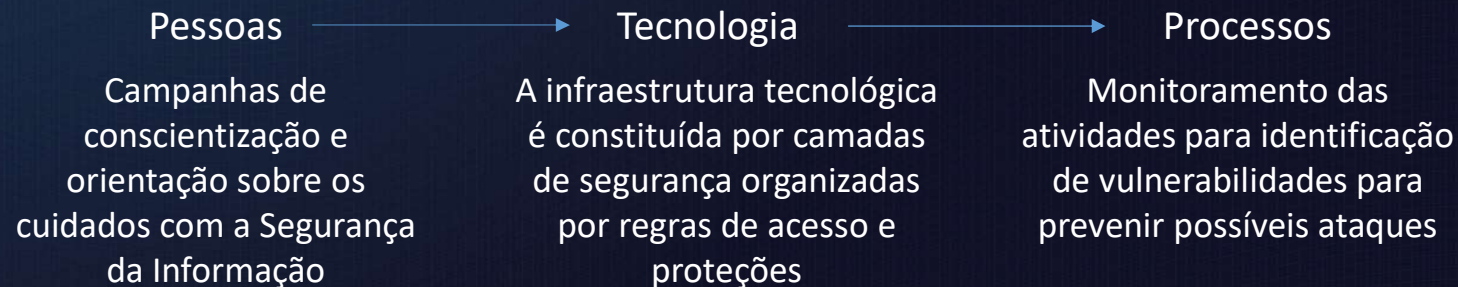 Pessoas
Tecnologia
Processos
Campanhas de
conscientização e
orientação sobre os
cuidados com a Segurança
da Informação
A infraestrutura tecnológica
é constituída por camadas
de segurança organizadas
por regras de acesso e
proteções
Monitoramento das
atividades para identificação
de vulnerabilidades para
prevenir possíveis ataques